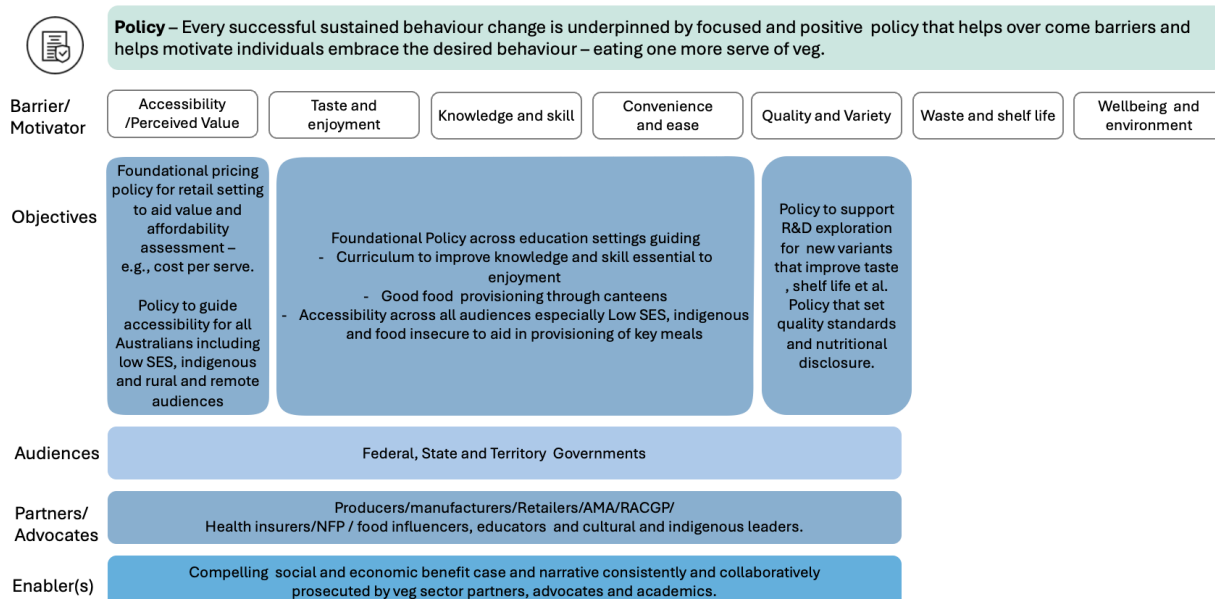 Policy – Every successful sustained behaviour change is underpinned by focused and positive policy that helps over come barriers and
helps motivate individuals embrace the desired behaviour – eating one more serve of veg.
Barrier/
Motivator
Accessibility
/Perceived Value
Taste and
enjoyment
Knowledge and skill
Convenience
and ease
Quality and Variety
Waste and shelf life
Wellbeing and
environment
Objectives
Foundational pricing
policy for retail setting
to aid value and
affordability
assessment –
e.g., cost per serve.
Policy to guide
accessibility for all
Australians including
low SES, indigenous
and rural and remote
audiences
Foundational Policy across education settings guiding
- Curriculum to improve knowledge and skill essential to
enjoyment
- Good food provisioning through canteens
- Accessibility across all audiences especially Low SES, indigenous
and food insecure to aid in provisioning of key meals
Policy to support
R&D exploration
for new variants
that improve taste
, shelf life et al.
Policy that set
quality standards
and nutritional
disclosure.
Audiences
Federal, State and Territory Governments
Partners/
Advocates
Producers/manufacturers/Retailers/AMA/RACGP/
Health insurers/NFP / food influencers, educators and cultural and indigenous leaders.
Enabler(s)
Compelling social and economic benefit case and narrative consistently and collaboratively
prosecuted by veg sector partners, advocates and academics.